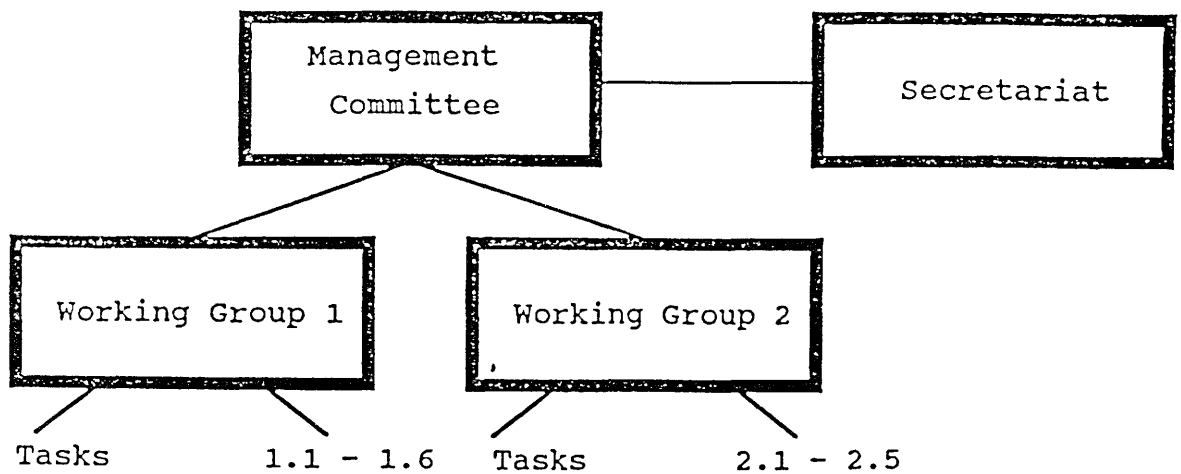 Management
Committee
Secretariat
Working Group 1
Working Group 2
Tasks 1.1 - 1.6
Tasks 2.1 - 2.5